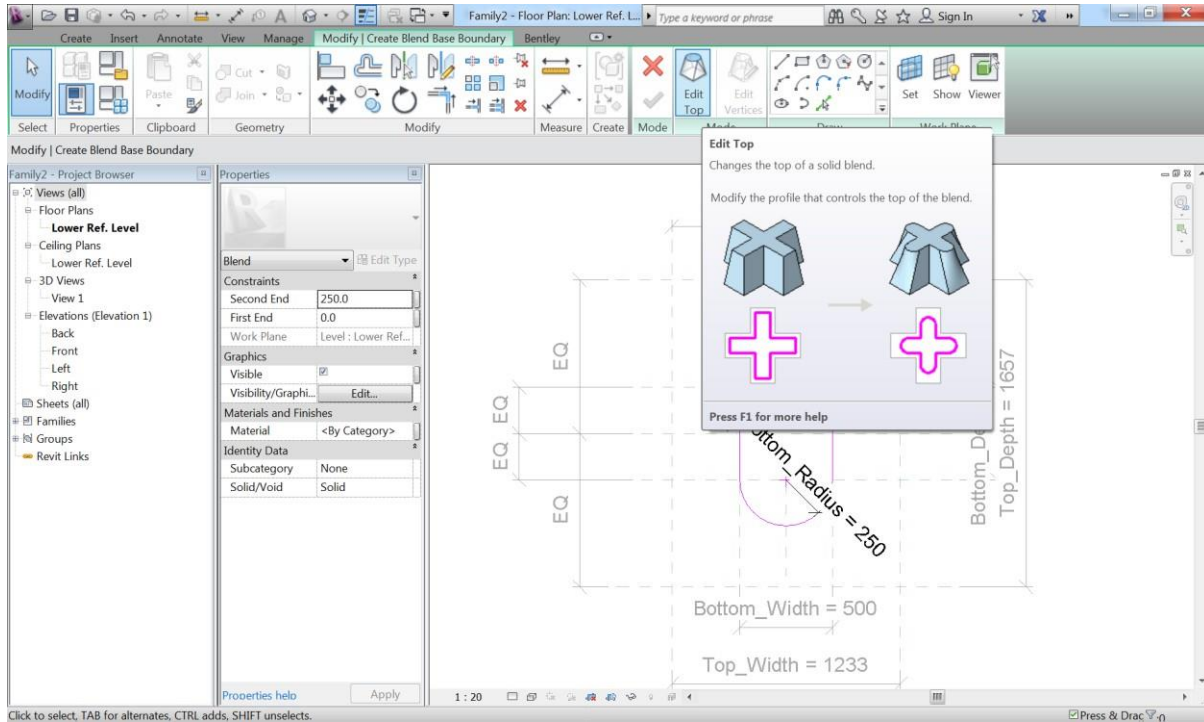 Family2 - Floor Plan: Lower Ref. L...
Type a keyword or phrase
Sign In
Create Insert Annotate View Manage Modify | Create Blend Base Boundary Bentley
Modify
Paste
Cut
Join
Edit Top
Edit Vertices
Set Show Viewer
Select Properties Clipboard Geometry Modify Measure Create Mode Mode Draw Work Plane
Modify | Create Blend Base Boundary
Family2 - Project Browser
Views (all)
Floor Plans
Lower Ref. Level
Ceiling Plans
Lower Ref. Level
3D Views
View 1
Elevations (Elevation 1)
Back
Front
Left
Right
Sheets (all)
Families
Groups
Revit Links
Properties
Blend
Edit Type
Constraints
Second End 250.0
First End 0.0
Work Plane Level : Lower Ref...
Graphics
Visible
Visibility/Graphi... Edit...
Materials and Finishes
Material <By Category>
Identity Data
Subcategory None
Solid/Void Solid
Properties help
Apply
Edit Top
Changes the top of a solid blend.
Modify the profile that controls the top of the blend.
Press F1 for more help
EQ
EQ
EQ
EQ
ottom_Radius = 250
Bottom_De
Top_Depth = 1657
Bottom_Width = 500
Top_Width = 1233
1 : 20
Click to select, TAB for alternates, CTRL adds, SHIFT unselects.
Press & Drac
:0